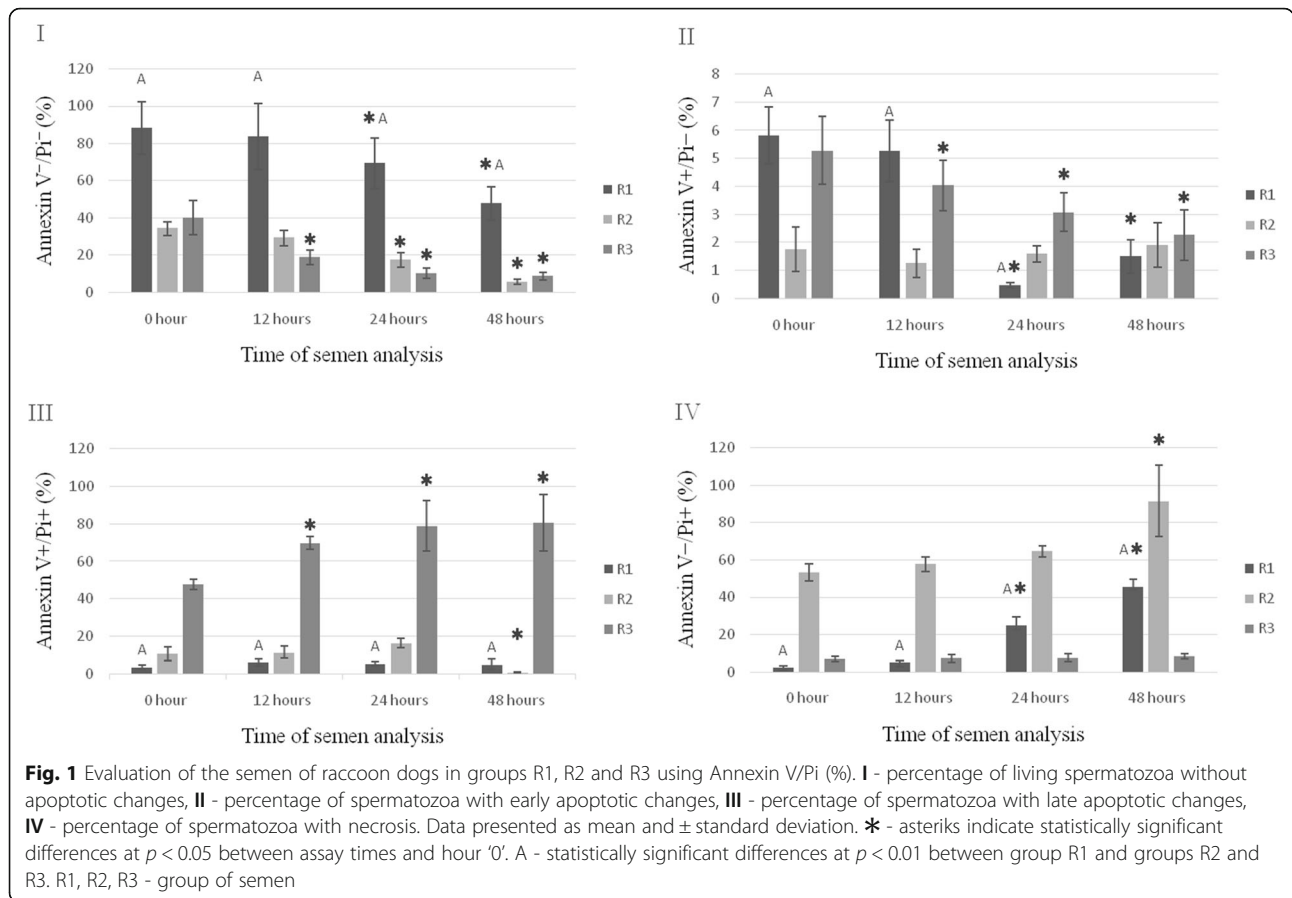 I
Annexin V⁻/Pi⁻ (%)
120
100
80
60
40
20
0
A
A
* A
* A
*
*
*
*
*
0 hour 12 hours 24 hours 48 hours
Time of semen analysis
R1
R2
R3
II
Annexin V+/Pi− (%)
8
7
6
5
4
3
2
1
0
A
A
*
A*
*
*
*
0 hour 12 hours 24 hours 48 hours
Time of semen analysis
R1
R2
R3
III
Annexin V+/Pi+ (%)
120
100
80
60
40
20
0
A
A
*
A
*
A
*
*
0 hour 12 hours 24 hours 48 hours
Time of semen analysis
R1
R2
R3
IV
Annexin V−/Pi+ (%)
120
100
80
60
40
20
0
A
A
A*
A*
*
0 hour 12 hours 24 hours 48 hours
Time of semen analysis
R1
R2
R3
Fig. 1 Evaluation of the semen of raccoon dogs in groups R1, R2 and R3 using Annexin V/Pi (%). I - percentage of living spermatozoa without
apoptotic changes, II - percentage of spermatozoa with early apoptotic changes, III - percentage of spermatozoa with late apoptotic changes,
IV - percentage of spermatozoa with necrosis. Data presented as mean and ± standard deviation. * - asteriks indicate statistically significant
differences at p < 0.05 between assay times and hour ‘0’. A - statistically significant differences at p < 0.01 between group R1 and groups R2 and
R3. R1, R2, R3 - group of semen